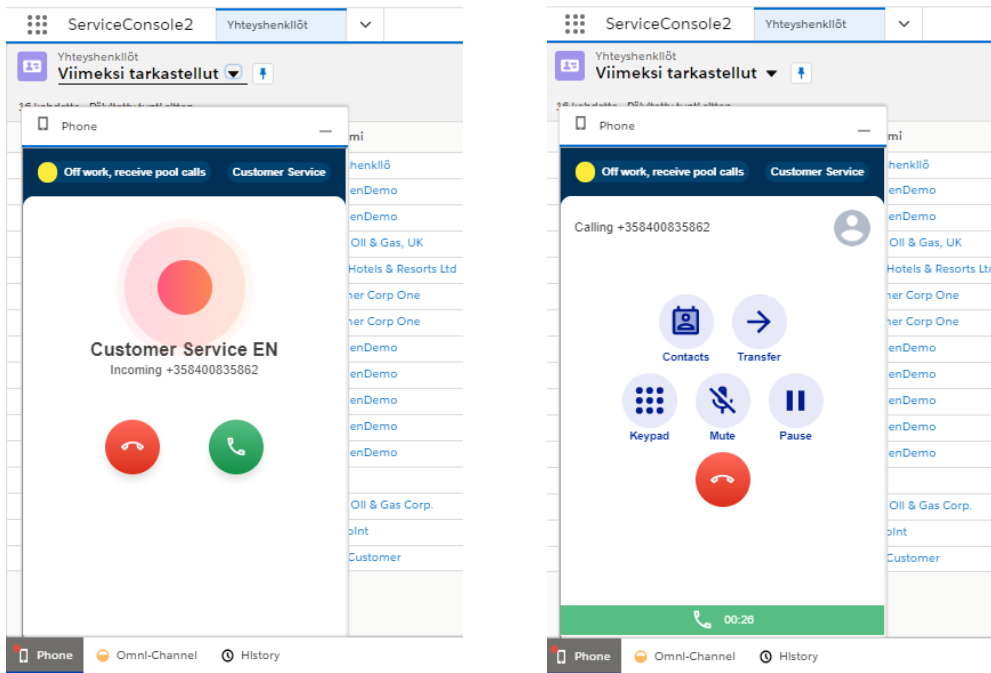 ServiceConsole2
Yhteyshenkilöt
Yhteyshenkilöt
Viimeksi tarkastellut
Phone
mi
Off work, receive pool calls
Customer Service
henkilö
enDemo
enDemo
Oil & Gas, UK
Hotels & Resorts Ltd
ner Corp One
ner Corp One
Customer Service EN
Incoming +358400835862
enDemo
enDemo
enDemo
enDemo
enDemo
Oil & Gas Corp.
oint
Customer
Phone
Omni-Channel
History
ServiceConsole2
Yhteyshenkilöt
Yhteyshenkilöt
Viimeksi tarkastellut
Phone
mi
Off work, receive pool calls
Customer Service
henkilö
enDemo
Calling +358400835862
enDemo
Oil & Gas, UK
Hotels & Resorts Ltd
ner Corp One
ner Corp One
Contacts
Transfer
enDemo
enDemo
enDemo
Keypad
Mute
Pause
enDemo
enDemo
Oil & Gas Corp.
oint
Customer
00:26
Phone
Omni-Channel
History